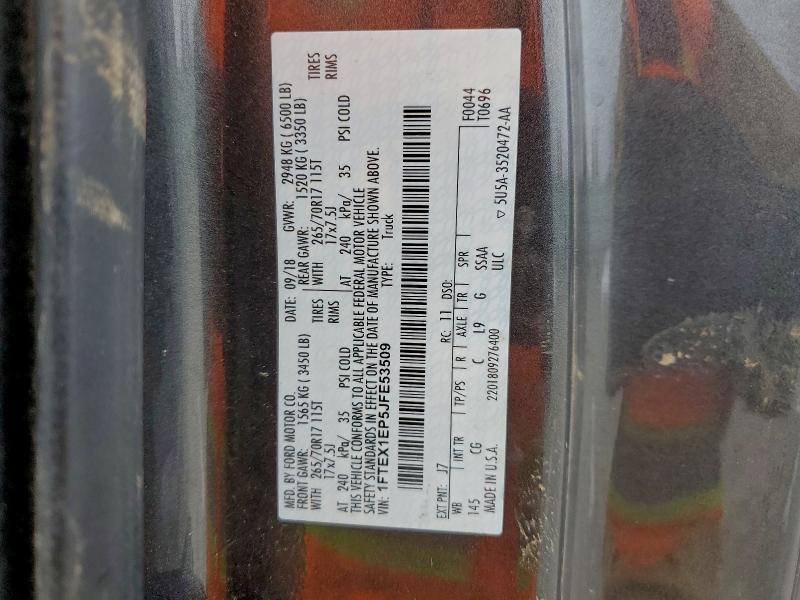 MFD. BY FORD MOTOR CO.
DATE: 09/18 GVWR: 2948 KG ( 6500 LB)
FRONT GAWR: 1565 KG ( 3450 LB) REAR GAWR: 1520 KG ( 3350 LB)
WITH 265/70R17 115T TIRES WITH 265/70R17 115T TIRES
17x7.5J RIMS 17x7.5J RIMS
AT 240 kPa/ 35 PSI COLD AT 240 kPa/ 35 PSI COLD
THIS VEHICLE CONFORMS TO ALL APPLICABLE FEDERAL MOTOR VEHICLE
SAFETY STANDARDS IN EFFECT ON THE DATE OF MANUFACTURE SHOWN ABOVE.
VIN: 1FTEX1EP5JFE53509 TYPE: Truck
EXT PNT: J7 RC: 11 DSO: F0044
T0696
WB INT TR TP/PS R AXLE TR SPR
145 CG C L9 G SSAA
MADE IN U.S.A. 2201809276400 ULC ▽ 5U5A-3520472-AA